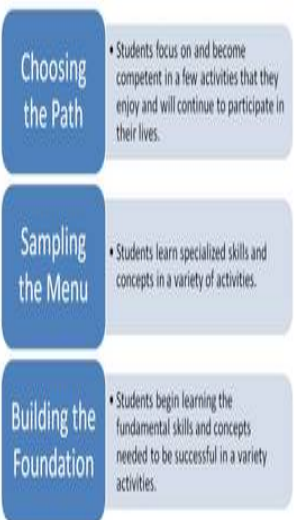 Choosing
the Path
• Students focus on and become
competent in a few activities that they
enjoy and will continue to participate in
their lives.
Sampling
the Menu
• Students learn specialized skills and
concepts in a variety of activities.
Building the
Foundation
• Students begin learning the
fundamental skills and concepts
needed to be successful in a variety
activities.